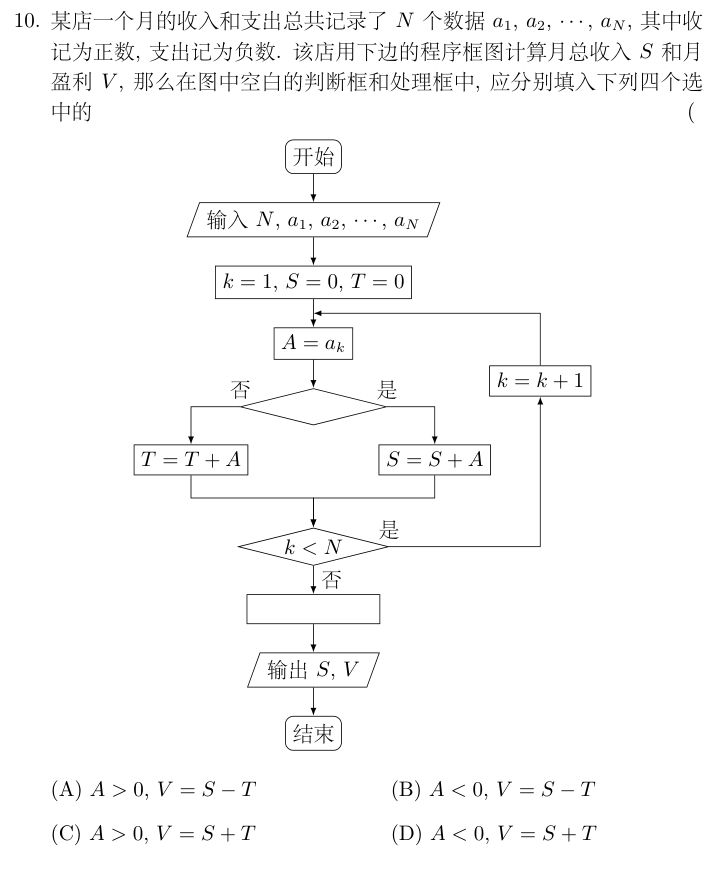 10. 某店一个月的收入和支出总共记录了 N 个数据 a₁, a₂, ⋯, a_N, 其中收
记为正数, 支出记为负数. 该店用下边的程序框图计算月总收入 S 和月
盈利 V, 那么在图中空白的判断框和处理框中, 应分别填入下列四个选
中的 (
开始
输入 N, a₁, a₂, ⋯, a_N
k = 1, S = 0, T = 0
A = a_k
k = k + 1
否 是
T = T + A S = S + A
是
k < N
否
输出 S, V
结束
(A) A > 0, V = S − T (B) A < 0, V = S − T
(C) A > 0, V = S + T (D) A < 0, V = S + T